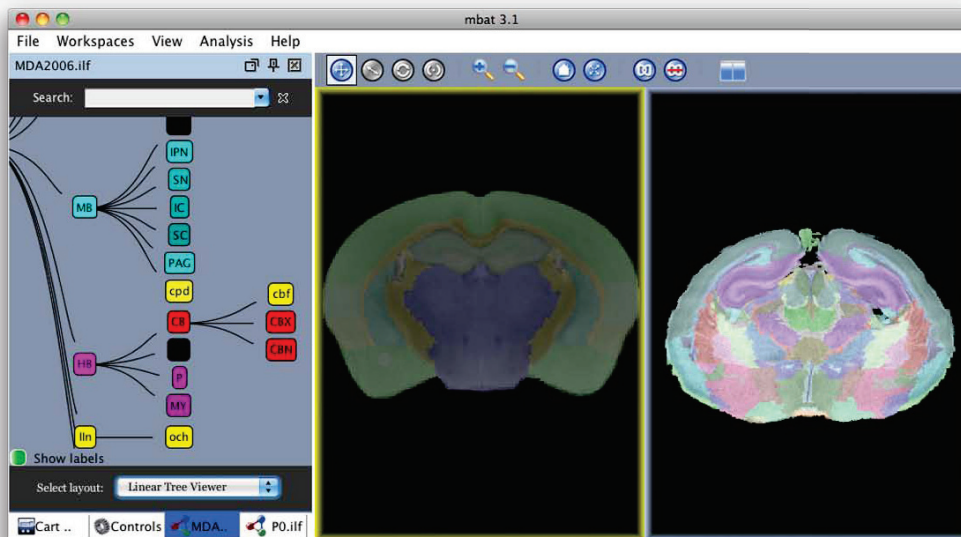 mbat 3.1
File Workspaces View Analysis Help
MDA2006.ilf
Search:
IPN
SN
MB
IC
SC
PAG
cpd
cbf
CB
CBX
CBN
HB
P
MY
IIn
och
Show labels
Select layout: Linear Tree Viewer
Cart .. Controls MDA.. P0.ilf